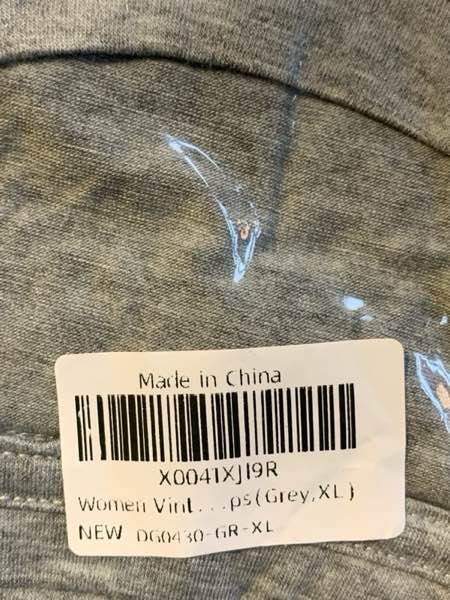 Made in China
X0041XJI9R
Women Vint...ps(Grey,XL)
NEW DG0430-GR-XL